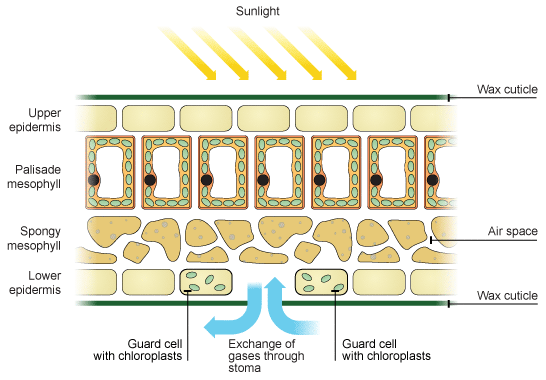 Sunlight
Wax cuticle
Upper
epidermis
Palisade
mesophyll
Spongy
mesophyll
Air space
Lower
epidermis
Wax cuticle
Guard cell
with chloroplasts
Exchange of
gases through
stoma
Guard cell
with chloroplasts